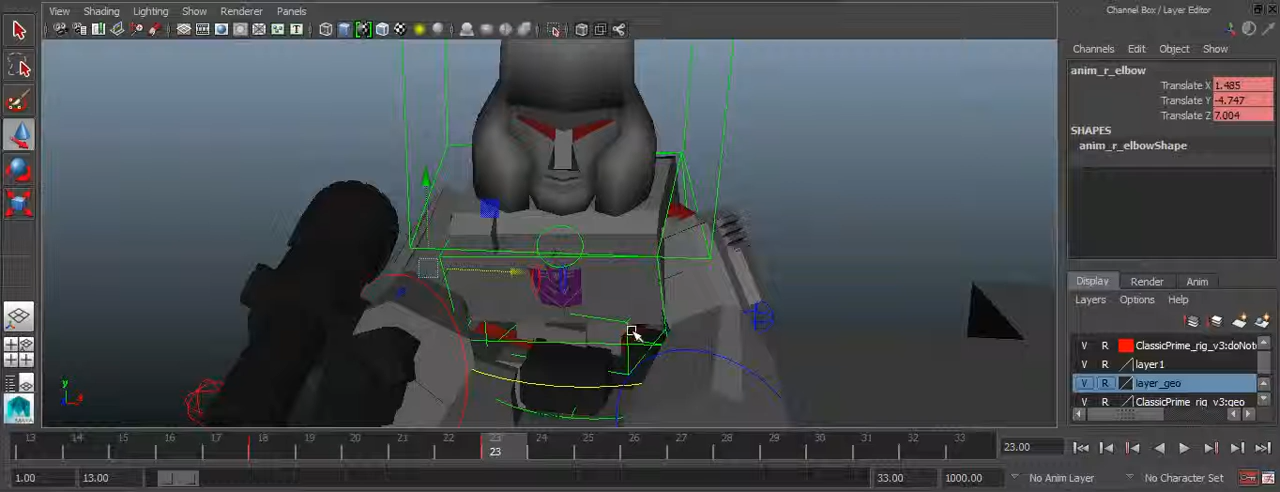 View Shading Lighting Show Renderer Panels
Channel Box / Layer Editor
Channels Edit Object Show
anim_r_elbow
Translate X 1.485
Translate Y -4.747
Translate Z 7.004
SHAPES
anim_r_elbowShape
Display Render Anim
Layers Options Help
V R ClassicPrime_rig_v3:doNot
V R layer1
V R layer_geo
V R ClassicPrime_rig_v3:geo
y
13 14 15 16 17 18 19 20 21 22 23 24 25 26 27 28 29 30 31 32 33
23
23.00
1.00 13.00 33.00 1000.00 No Anim Layer No Character Set